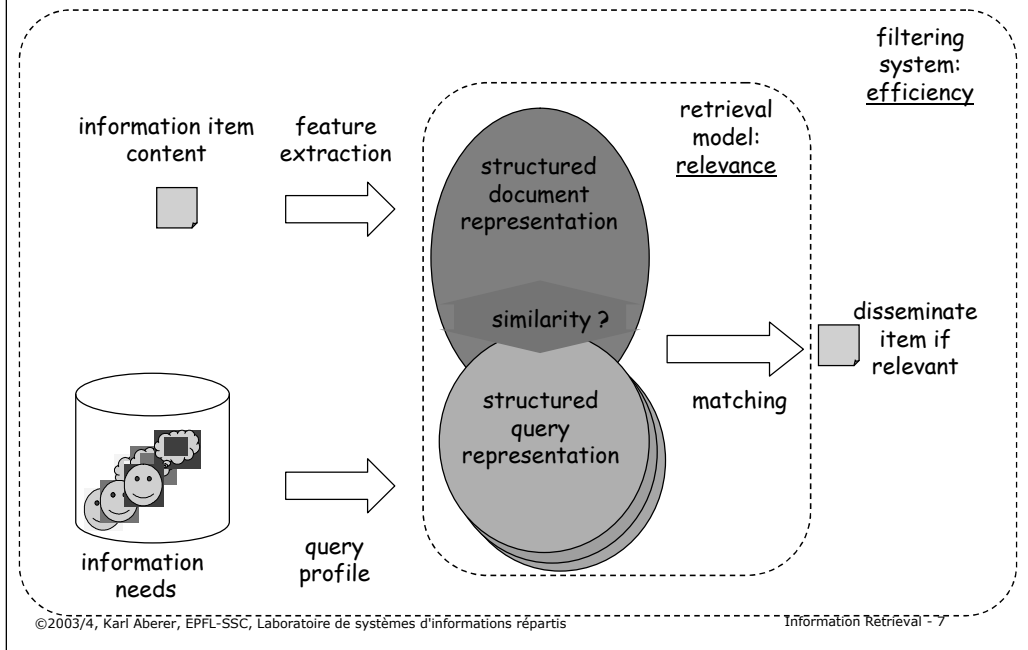 filtering
system:
efficiency
information item
content
feature
extraction
retrieval
model:
relevance
structured
document
representation
similarity ?
disseminate
item if
relevant
matching
structured
query
representation
information
needs
query
profile
©2003/4, Karl Aberer, EPFL-SSC, Laboratoire de systèmes d'informations répartis
Information Retrieval - 7